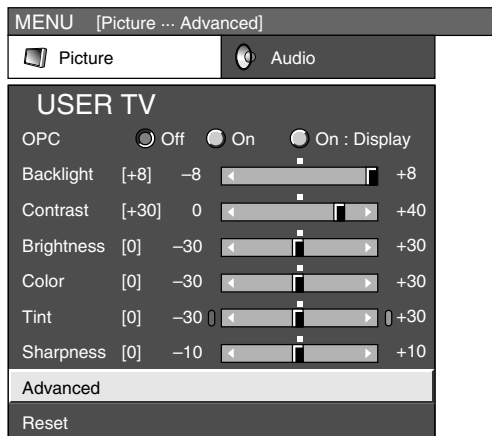 MENU [Picture ··· Advanced]
Picture Audio
USER TV
OPC Off On On : Display
Backlight [+8] –8 +8
Contrast [+30] 0 +40
Brightness [0] –30 +30
Color [0] –30 +30
Tint [0] –30 +30
Sharpness [0] –10 +10
Advanced
Reset